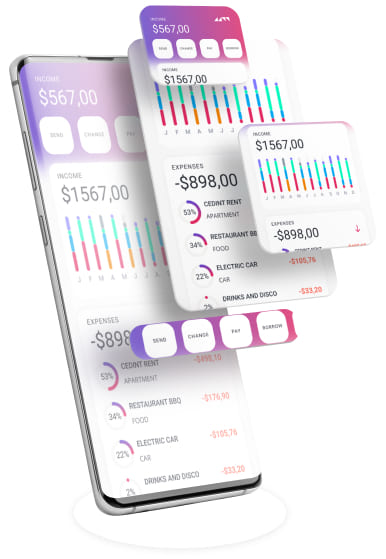 INCOME
$567,00
SEND CHANGE PAY BORROW
INCOME
$1567,00
J F M A M J J
EXPENSES
-$898,00
53% CEDINT RENT
APARTMENT
34% RESTAURANT BBQ
FOOD
22% ELECTRIC CAR -$105,76
CAR
2% DRINKS AND DISCO -$33,20
INCOME
$1567,00
J F M A M J J A S O N D
EXPENSES
-$898,00
SEND CHANGE PAY BORROW
INCOME
$567,00
SEND CHANGE PAY
INCOME
$1567,00
J F M A M J J
EXPENSES
-$898
53% CEDINT RENT -$898,10
APARTMENT
34% RESTAURANT BBQ -$176,90
FOOD
22% ELECTRIC CAR -$105,76
CAR
2% DRINKS AND DISCO -$33,20